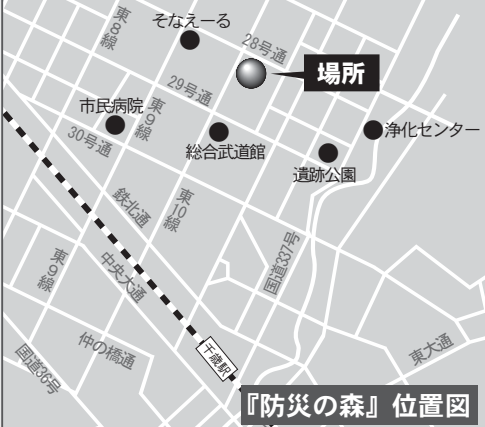 東8線
そなえーる
28号通
場所
29号通
市民病院
東9線
30号通
総合武道館
浄化センター
遺跡公園
鉄北通
東10線
国道337号
東9線
中央大通
仲の橋通
千歳駅
東大通
国道36号
『防災の森』位置図